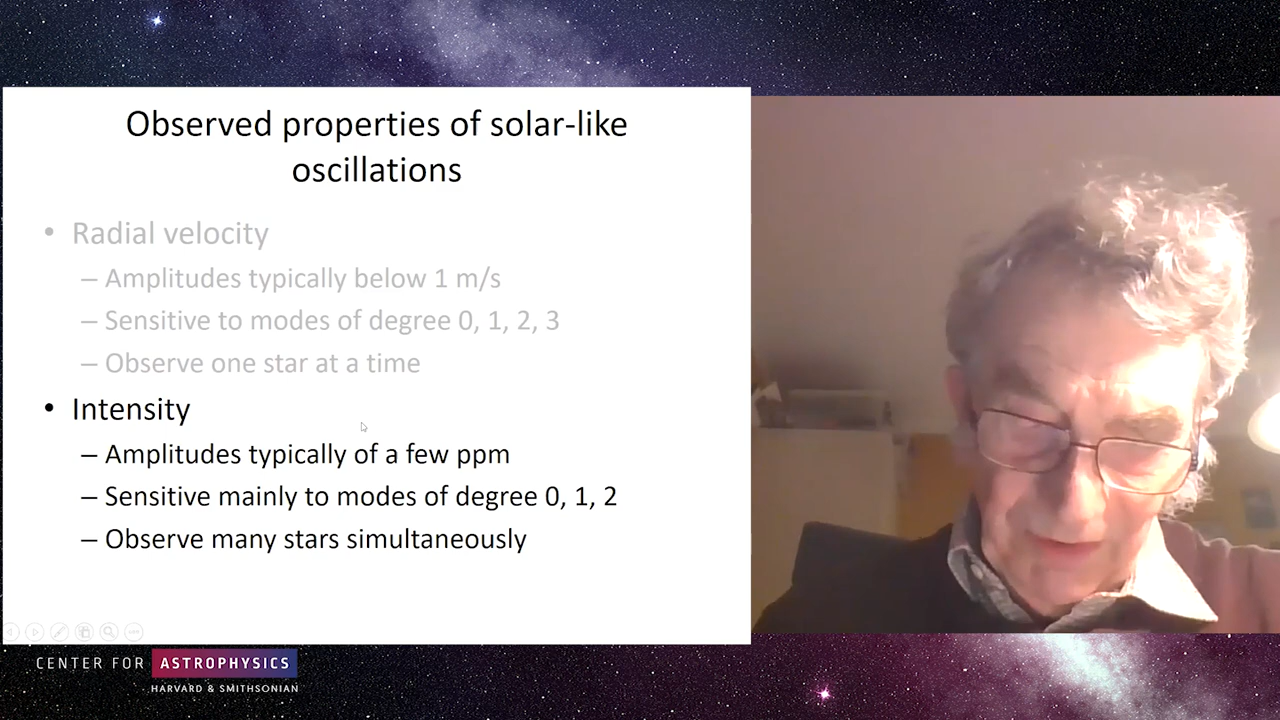 Observed properties of solar-like
oscillations
• Radial velocity
– Amplitudes typically below 1 m/s
– Sensitive to modes of degree 0, 1, 2, 3
– Observe one star at a time
• Intensity
– Amplitudes typically of a few ppm
– Sensitive mainly to modes of degree 0, 1, 2
– Observe many stars simultaneously
CENTER FOR ASTROPHYSICS
HARVARD & SMITHSONIAN